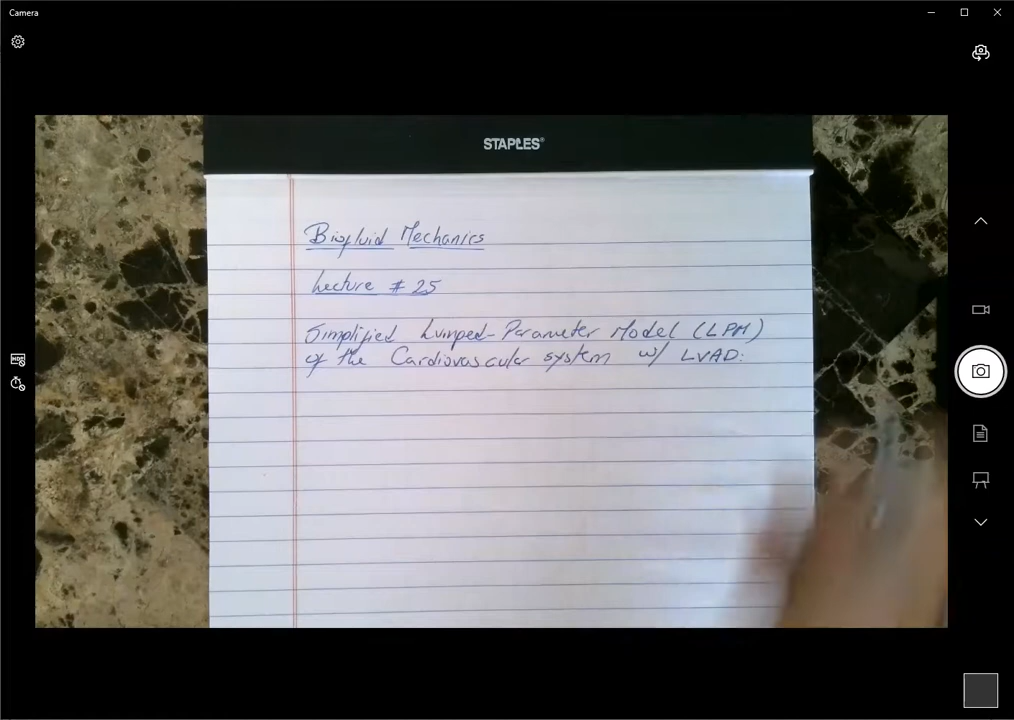 Camera
STAPLES®
Biofluid Mechanics
Lecture # 25
Simplified Lumped-Parameter Model (LPM)
of the Cardiovascular system w/ LVAD: